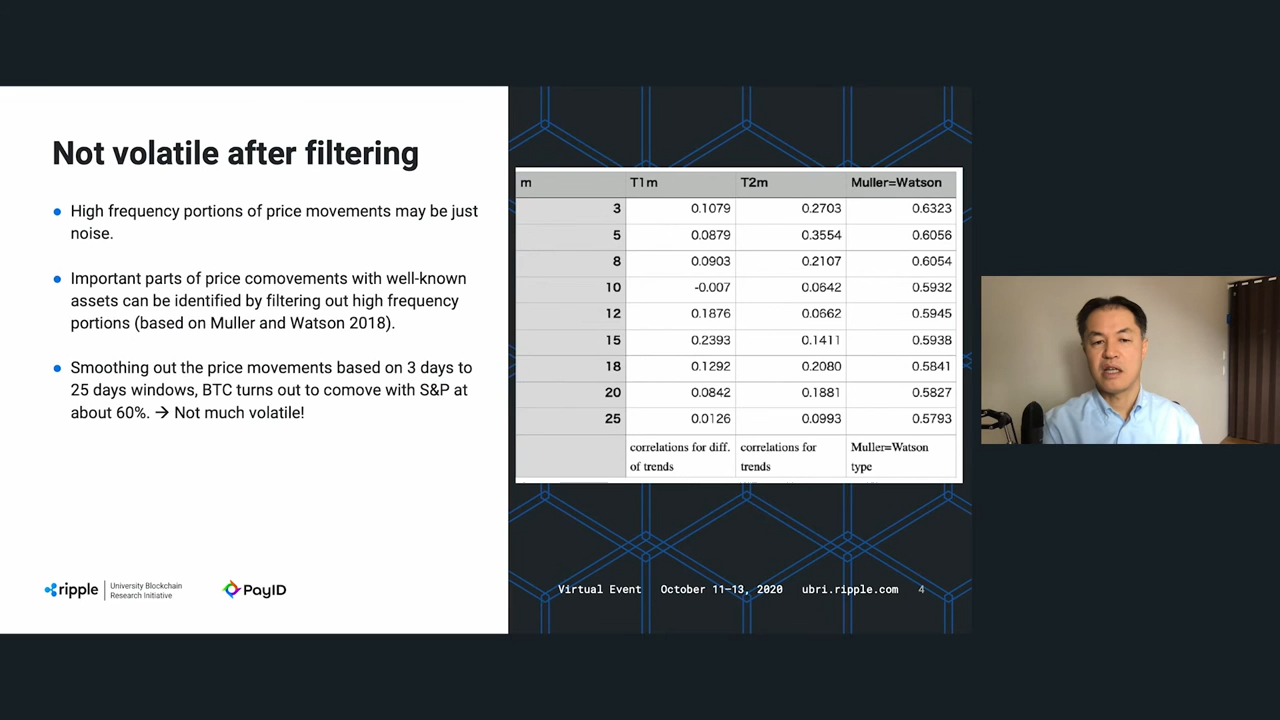 Not volatile after filtering
● High frequency portions of price movements may be just
noise.
● Important parts of price comovements with well-known
assets can be identified by filtering out high frequency
portions (based on Muller and Watson 2018).
● Smoothing out the price movements based on 3 days to
25 days windows, BTC turns out to comove with S&P at
about 60%. → Not much volatile!
m T1m T2m Muller=Watson
3 0.1079 0.2703 0.6323
5 0.0879 0.3554 0.6056
8 0.0903 0.2107 0.6054
10 -0.007 0.0642 0.5932
12 0.1876 0.0662 0.5945
15 0.2393 0.1411 0.5938
18 0.1292 0.2080 0.5841
20 0.0842 0.1881 0.5827
25 0.0126 0.0993 0.5793
correlations for diff. correlations for Muller=Watson
of trends trends type
ripple University Blockchain
Research Initiative
PayID
Virtual Event October 11-13, 2020 ubri.ripple.com 4